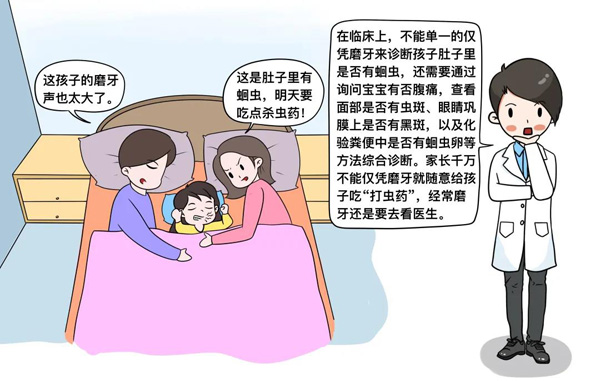 这孩子的磨牙
声也太大了。
这是肚子里有
蛔虫，明天要
吃点杀虫药！
在临床上，不能单一的仅
凭磨牙来诊断孩子肚子里
是否有蛔虫，还需要通过
询问宝宝有否腹痛，查看
面部是否有虫斑、眼睛巩
膜上是否有黑斑，以及化
验粪便中是否有蛔虫卵等
方法综合诊断。家长千万
不能仅凭磨牙就随意给孩
子吃“打虫药”，经常磨
牙还是要去看医生。